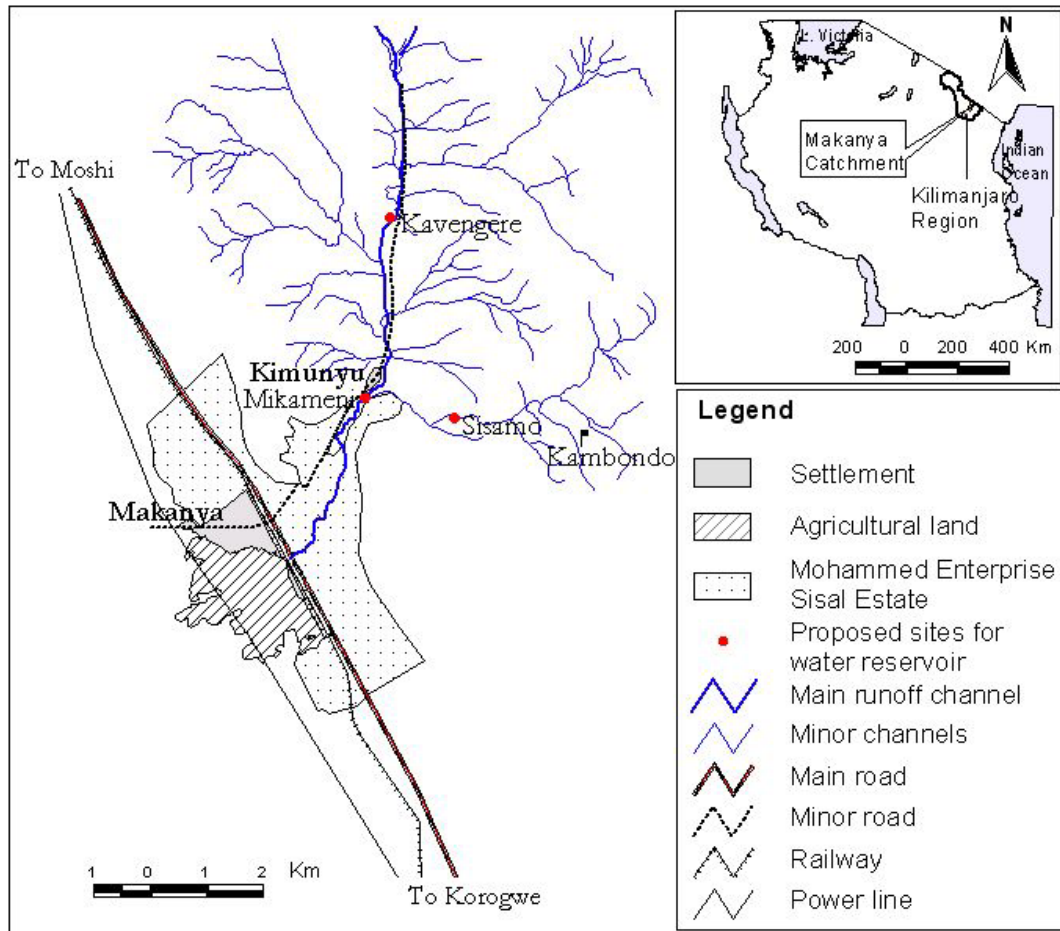 To Moshi
Kavengere
Kimunyu
Mikameni
Sisamo
Kambondo
Makanya
1 0 1 2 Km
To Korogwe
L. Victoria
N
Makanya
Catchment
Indian
Ocean
Kilimanjaro
Region
200 0 200 400 Km
Legend
Settlement
Agricultural land
Mohammed Enterprise
Sisal Estate
Proposed sites for
water reservoir
Main runoff channel
Minor channels
Main road
Minor road
Railway
Power line